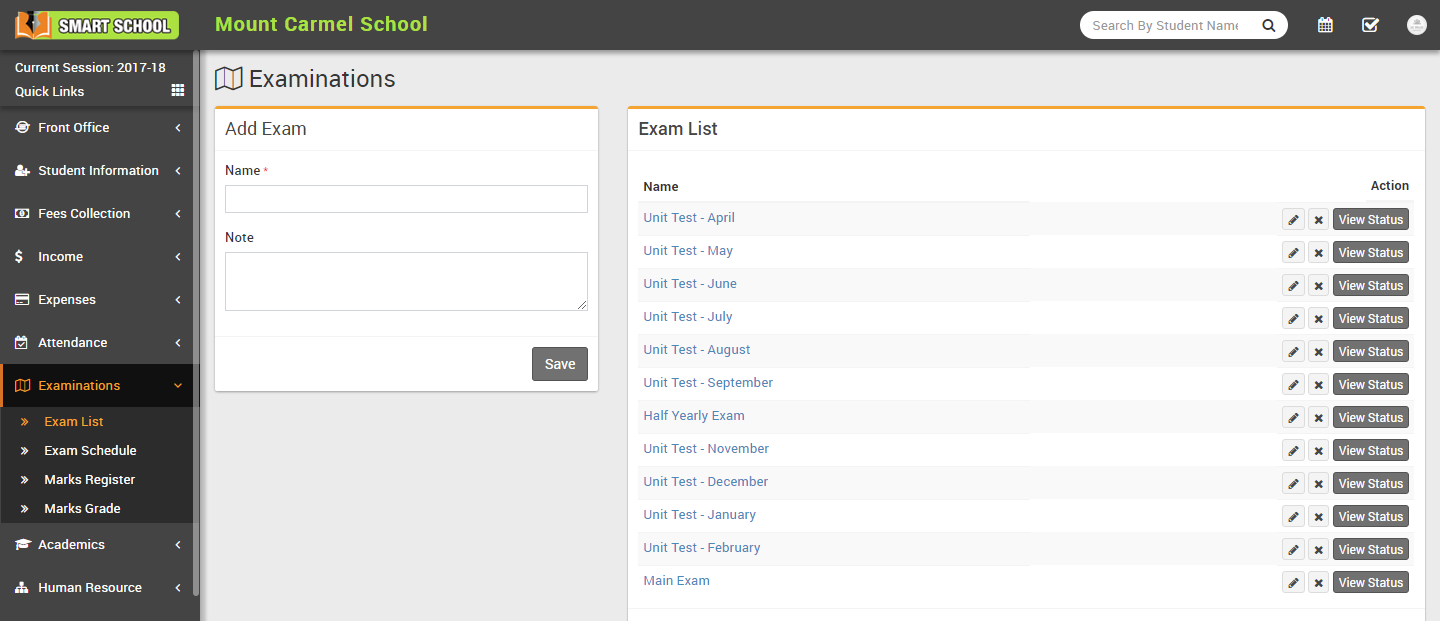 SMART SCHOOL
Mount Carmel School
Search By Student Name
Current Session: 2017-18
Quick Links
Front Office
Student Information
Fees Collection
Income
Expenses
Attendance
Examinations
Exam List
Exam Schedule
Marks Register
Marks Grade
Academics
Human Resource
Examinations
Add Exam
Name *
Note
Save
Exam List
Name Action
Unit Test - April View Status
Unit Test - May View Status
Unit Test - June View Status
Unit Test - July View Status
Unit Test - August View Status
Unit Test - September View Status
Half Yearly Exam View Status
Unit Test - November View Status
Unit Test - December View Status
Unit Test - January View Status
Unit Test - February View Status
Main Exam View Status